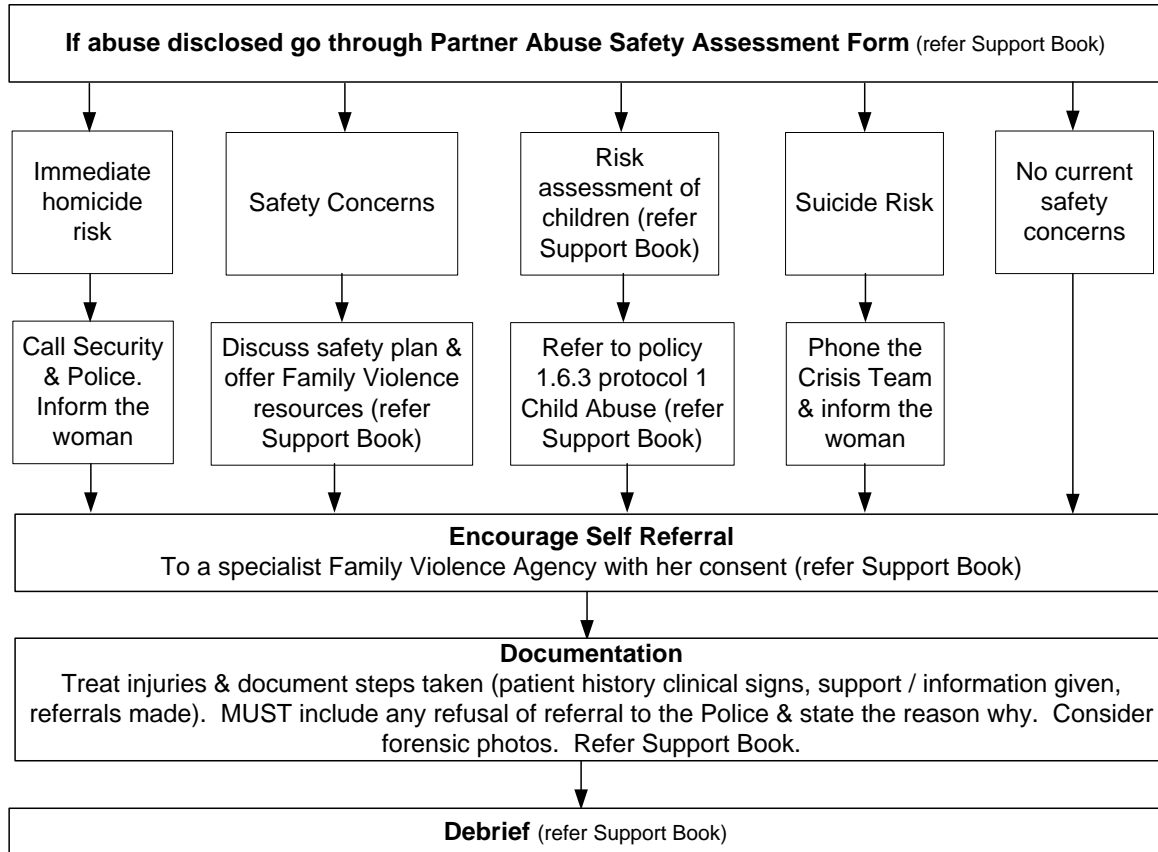 If abuse disclosed go through Partner Abuse Safety Assessment Form (refer Support Book)
Immediate
homicide
risk
Safety Concerns
Risk
assessment of
children (refer
Support Book)
Suicide Risk
No current
safety
concerns
Call Security
& Police.
Inform the
woman
Discuss safety plan &
offer Family Violence
resources (refer
Support Book)
Refer to policy
1.6.3 protocol 1
Child Abuse (refer
Support Book)
Phone the
Crisis Team
& inform the
woman
Encourage Self Referral
To a specialist Family Violence Agency with her consent (refer Support Book)
Documentation
Treat injuries & document steps taken (patient history clinical signs, support / information given,
referrals made).  MUST include any refusal of referral to the Police & state the reason why.  Consider
forensic photos.  Refer Support Book.
Debrief (refer Support Book)